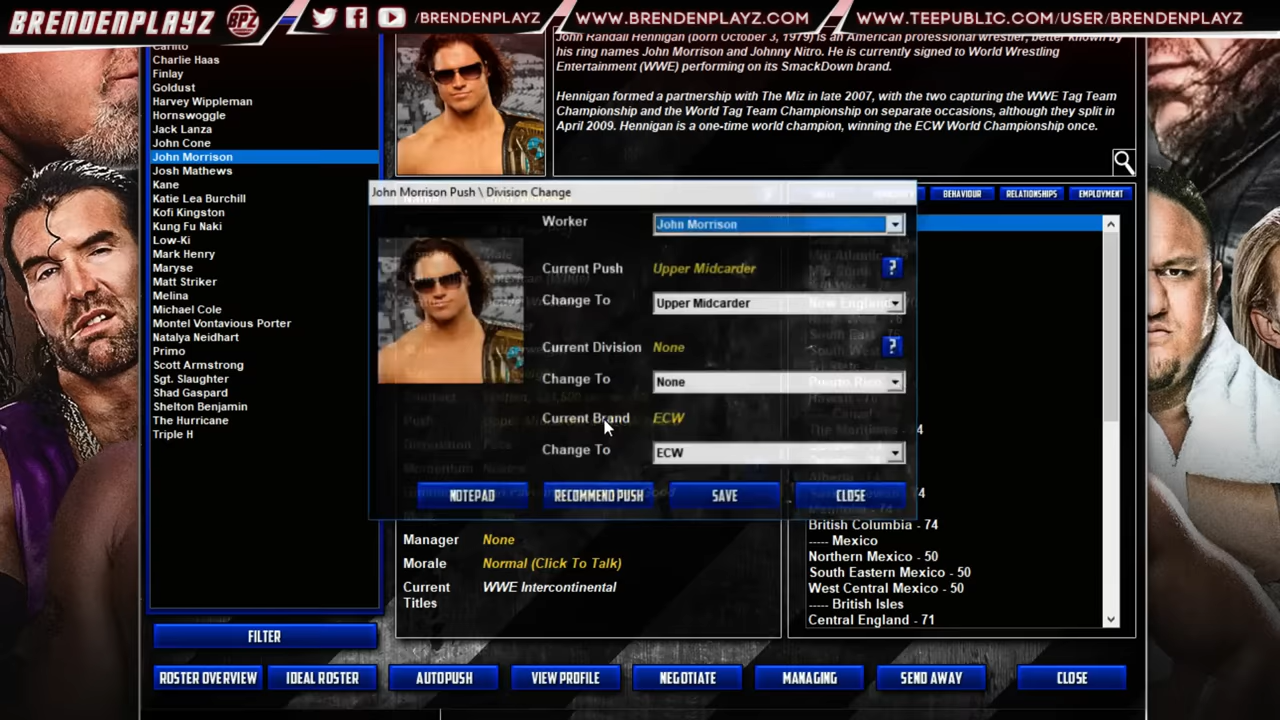 BRENDENPLAYZ BPZ /BRENDENPLAYZ WWW.BRENDENPLAYZ.COM WWW.TEEPUBLIC.COM/USER/BRENDENPLAYZ
Carlito
Charlie Haas
Finlay
Goldust
Harvey Wippleman
Hornswoggle
Jack Lanza
John Cone
John Morrison
Josh Mathews
Kane
Katie Lea Burchill
Kofi Kingston
Kung Fu Naki
Low-Ki
Mark Henry
Maryse
Matt Striker
Melina
Michael Cole
Montel Vontavious Porter
Natalya Neidhart
Primo
Scott Armstrong
Sgt. Slaughter
Shad Gaspard
Shelton Benjamin
The Hurricane
Triple H
FILTER
John Randall Hennigan (born October 3, 1979) is an American professional wrestler, better known by
his ring names John Morrison and Johnny Nitro. He is currently signed to World Wrestling
Entertainment (WWE) performing on its SmackDown brand.
Hennigan formed a partnership with The Miz in late 2007, with the two capturing the WWE Tag Team
Championship and the World Tag Team Championship on separate occasions, although they split in
April 2009. Hennigan is a one-time world champion, winning the ECW World Championship once.
BEHAVIOUR RELATIONSHIPS EMPLOYMENT
John Morrison Push \ Division Change
Worker John Morrison
Current Push Upper Midcarder ?
Change To Upper Midcarder
Current Division None ?
Change To None
Current Brand ECW
Change To ECW
NOTEPAD RECOMMEND PUSH SAVE CLOSE
Manager None
Morale Normal (Click To Talk)
Current Titles WWE Intercontinental
British Columbia - 74
----- Mexico
Northern Mexico - 50
South Eastern Mexico - 50
West Central Mexico - 50
----- British Isles
Central England - 71
ROSTER OVERVIEW IDEAL ROSTER AUTOPUSH VIEW PROFILE NEGOTIATE MANAGING SEND AWAY CLOSE